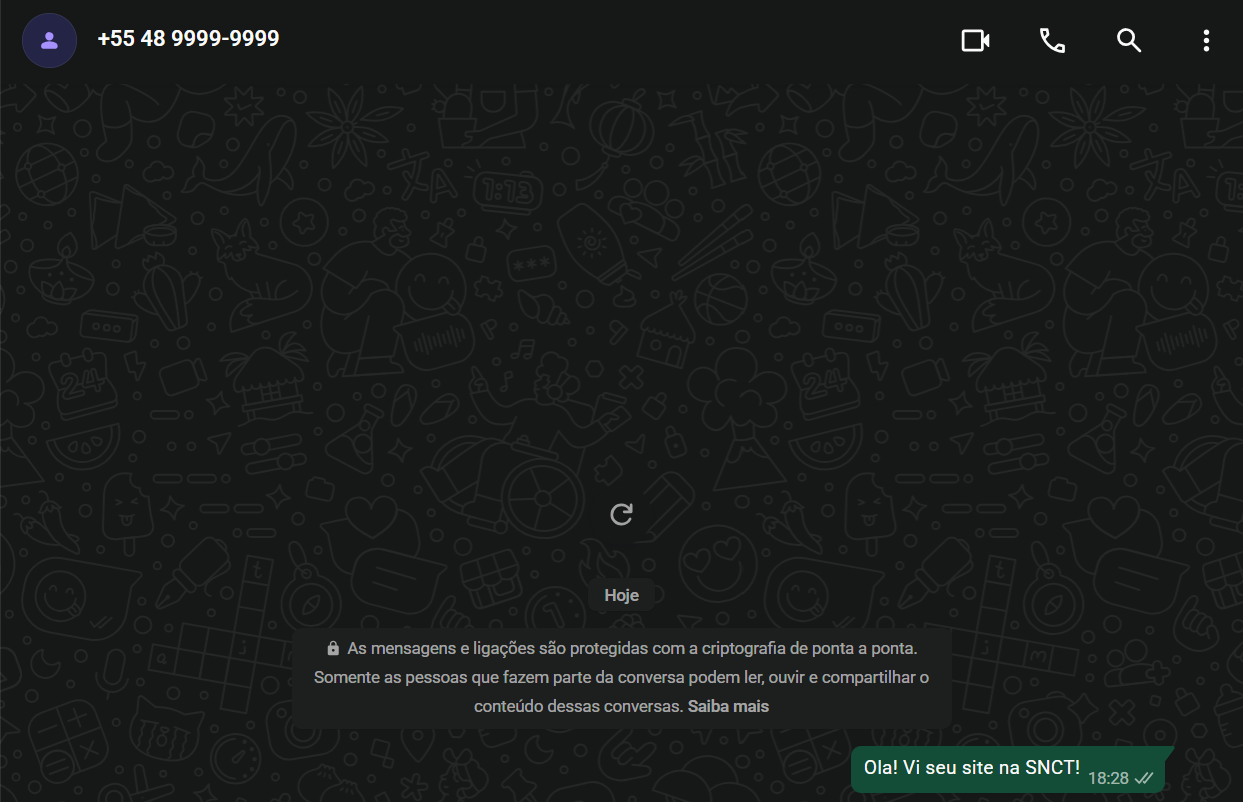 +55 48 9999-9999
Hoje
As mensagens e ligações são protegidas com a criptografia de ponta a ponta.
Somente as pessoas que fazem parte da conversa podem ler, ouvir e compartilhar o
conteúdo dessas conversas. Saiba mais
Ola! Vi seu site na SNCT! 18:28